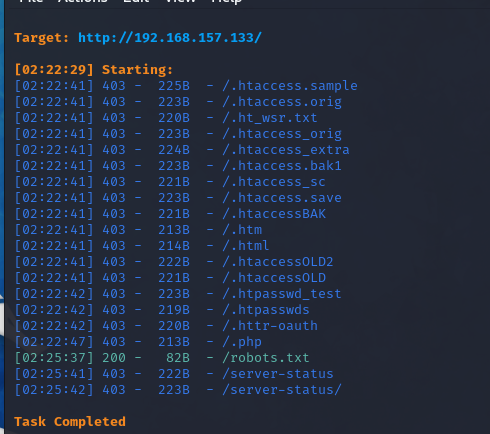 File Actions Edit View Help
Target: http://192.168.157.133/
[02:22:29] Starting:
[02:22:41] 403 - 225B - /.htaccess.sample
[02:22:41] 403 - 223B - /.htaccess.orig
[02:22:41] 403 - 220B - /.ht_wsr.txt
[02:22:41] 403 - 223B - /.htaccess_orig
[02:22:41] 403 - 224B - /.htaccess_extra
[02:22:41] 403 - 223B - /.htaccess.bak1
[02:22:41] 403 - 221B - /.htaccess_sc
[02:22:41] 403 - 223B - /.htaccess.save
[02:22:41] 403 - 221B - /.htaccessBAK
[02:22:41] 403 - 213B - /.htm
[02:22:41] 403 - 214B - /.html
[02:22:41] 403 - 222B - /.htaccessOLD2
[02:22:41] 403 - 221B - /.htaccessOLD
[02:22:42] 403 - 223B - /.htpasswd_test
[02:22:42] 403 - 219B - /.htpasswds
[02:22:42] 403 - 220B - /.httr-oauth
[02:22:47] 403 - 213B - /.php
[02:25:37] 200 - 82B - /robots.txt
[02:25:41] 403 - 222B - /server-status
[02:25:42] 403 - 223B - /server-status/
Task Completed